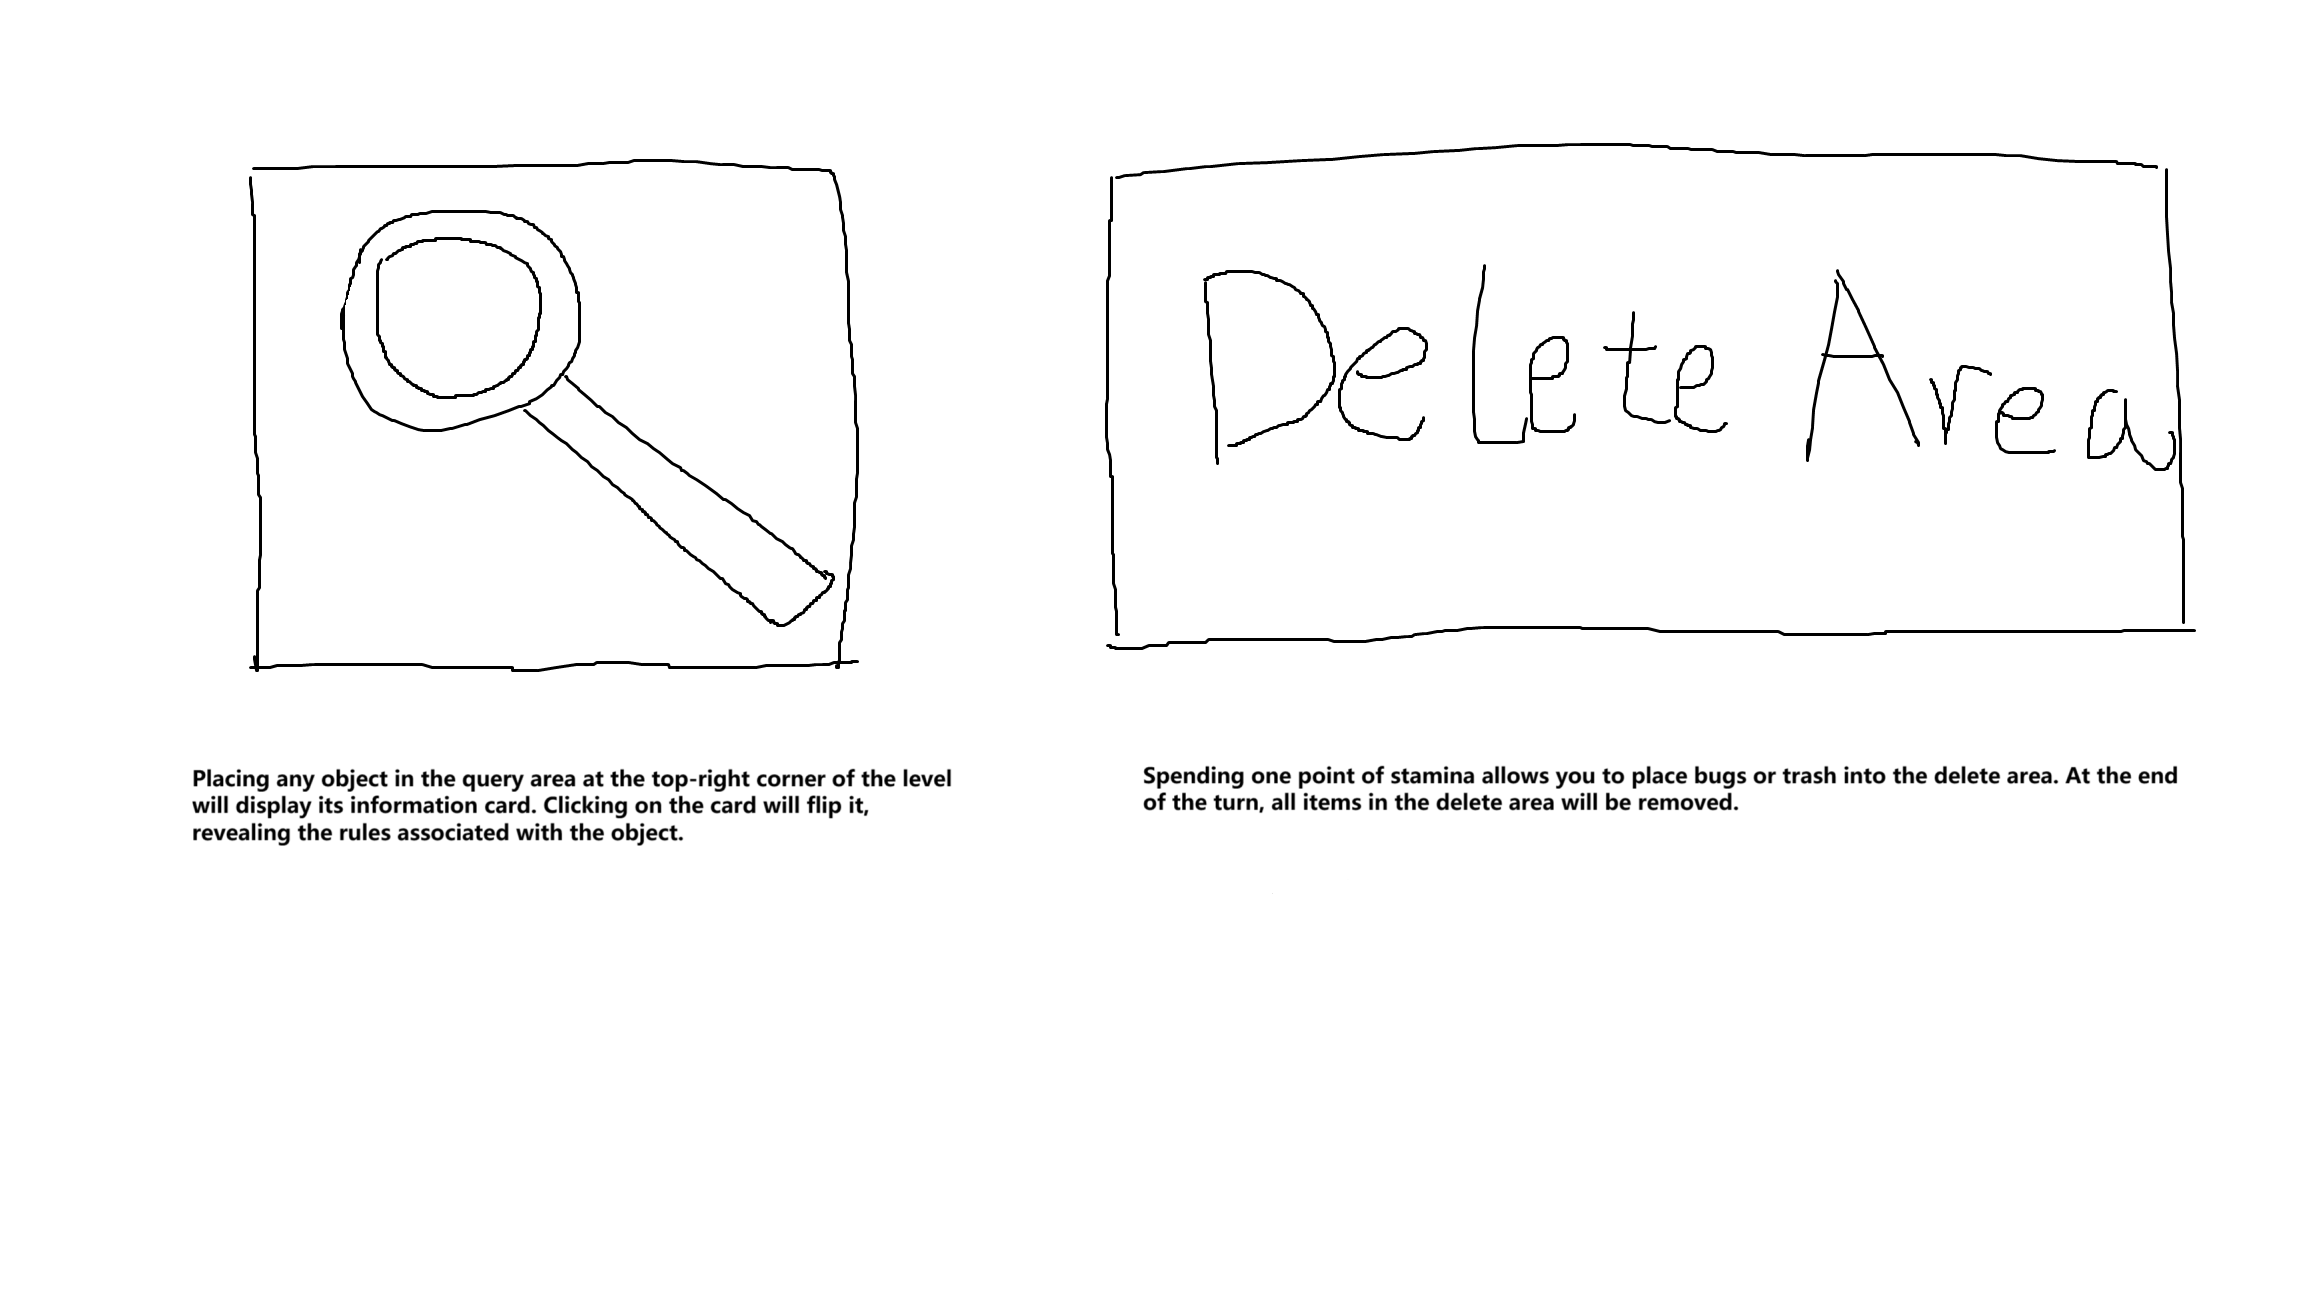 Delete Area
Placing any object in the query area at the top-right corner of the level
will display its information card. Clicking on the card will flip it,
revealing the rules associated with the object.
Spending one point of stamina allows you to place bugs or trash into the delete area. At the end
of the turn, all items in the delete area will be removed.